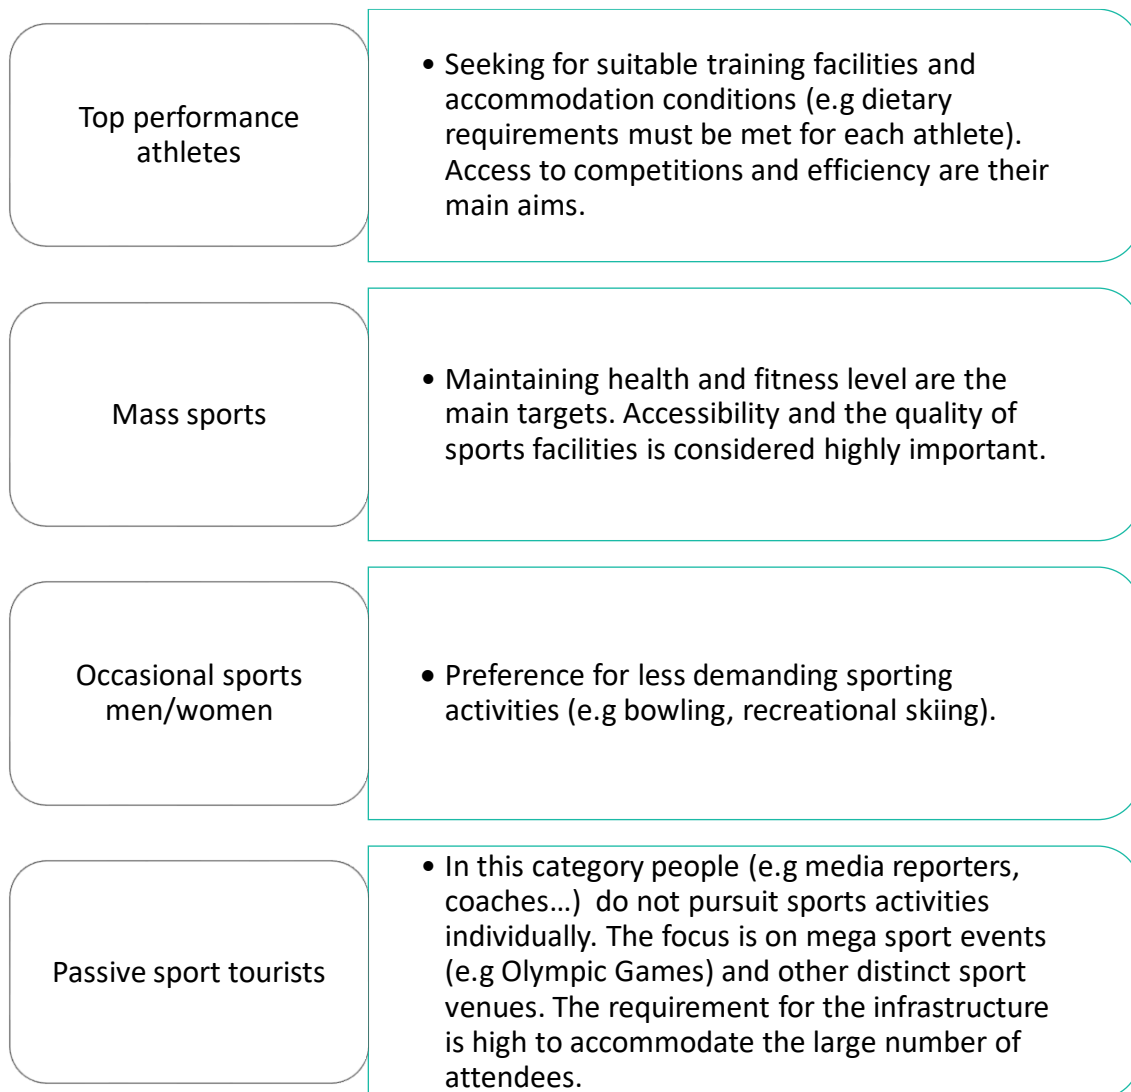 Top performance
athletes
• Seeking for suitable training facilities and
accommodation conditions (e.g dietary
requirements must be met for each athlete).
Access to competitions and efficiency are their
main aims.
Mass sports
• Maintaining health and fitness level are the
main targets. Accessibility and the quality of
sports facilities is considered highly important.
Occasional sports
men/women
• Preference for less demanding sporting
activities (e.g bowling, recreational skiing).
Passive sport tourists
• In this category people (e.g media reporters,
coaches…)  do not pursuit sports activities
individually. The focus is on mega sport events
(e.g Olympic Games) and other distinct sport
venues. The requirement for the infrastructure
is high to accommodate the large number of
attendees.